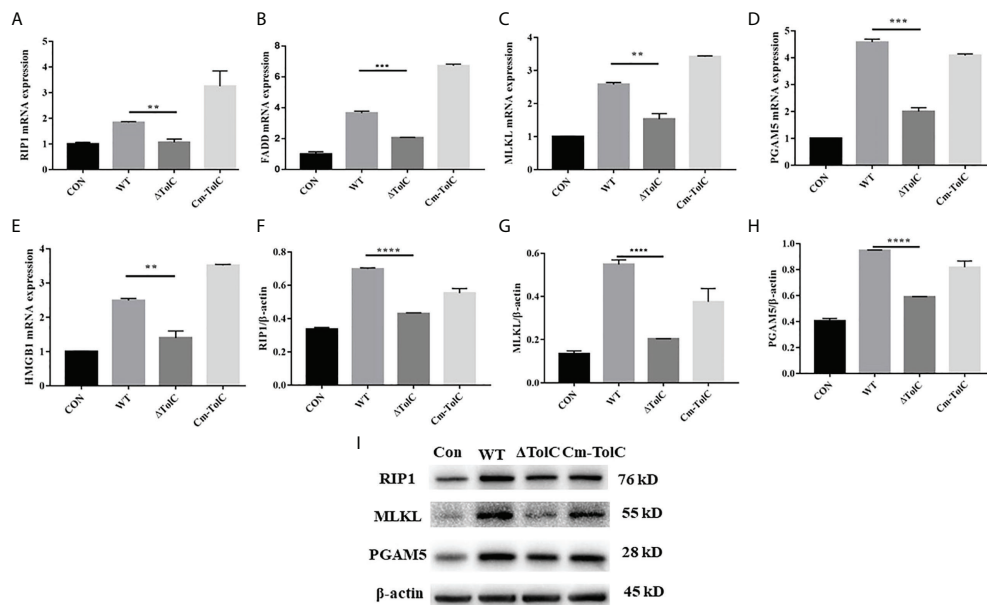 A
RIP1 mRNA expression
5
4
3
2
1
0
**
CON
WT
ΔTolC
Cm-TolC
B
FADD mRNA expression
8
6
4
2
0
***
CON
WT
ΔTolC
Cm-TolC
C
MLKL mRNA expression
4
3
2
1
0
**
CON
WT
ΔTolC
Cm-TolC
D
PGAM5 mRNA expression
5
4
3
2
1
0
***
CON
WT
ΔTolC
Cm-TolC
E
HMGB1 mRNA expression
4
3
2
1
0
**
CON
WT
ΔTolC
Cm-TolC
F
RIP1/β-actin
0.8
0.6
0.4
0.2
0.0
****
CON
WT
ΔTolC
Cm-TolC
G
MLKL/β-actin
0.6
0.4
0.2
0.0
****
CON
WT
ΔTolC
Cm-TolC
H
PGAM5/β-actin
1.0
0.8
0.6
0.4
0.2
0.0
****
CON
WT
ΔTolC
Cm-TolC
I
Con WT ΔTolC Cm-TolC
RIP1 76 kD
MLKL 55 kD
PGAM5 28 kD
β-actin 45 kD